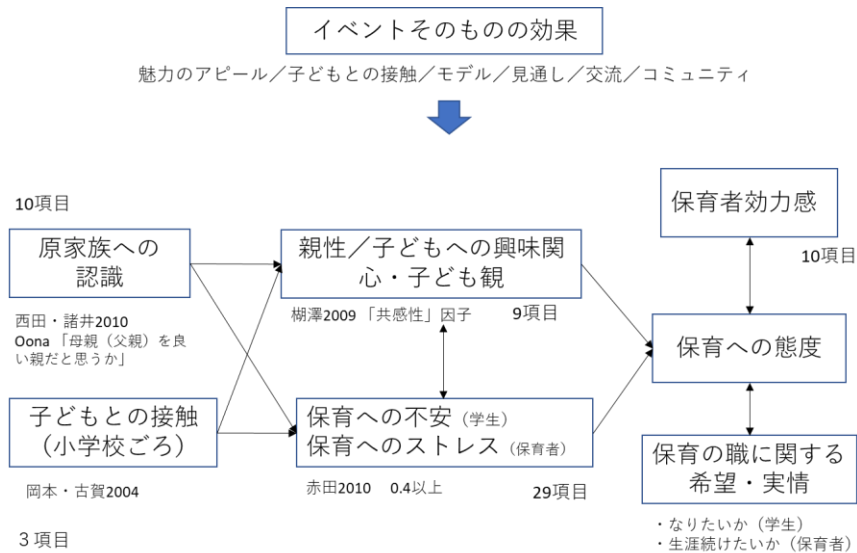 イベントそのものの効果
魅力のアピール／子どもとの接触／モデル／見通し／交流／コミュニティ
10項目
原家族への
認識
西田・諸井2010
Oona 「母親（父親）を良
い親だと思うか」
子どもとの接触
（小学校ごろ）
岡本・古賀2004
３項目
親性／子どもへの興味関
心・子ども観
楜澤2009 「共感性」因子
9項目
保育への不安（学生）
保育へのストレス（保育者）
赤田2010 0.4以上
29項目
保育者効力感
10項目
保育への態度
保育の職に関する
希望・実情
・なりたいか（学生）
・生涯続けたいか（保育者）